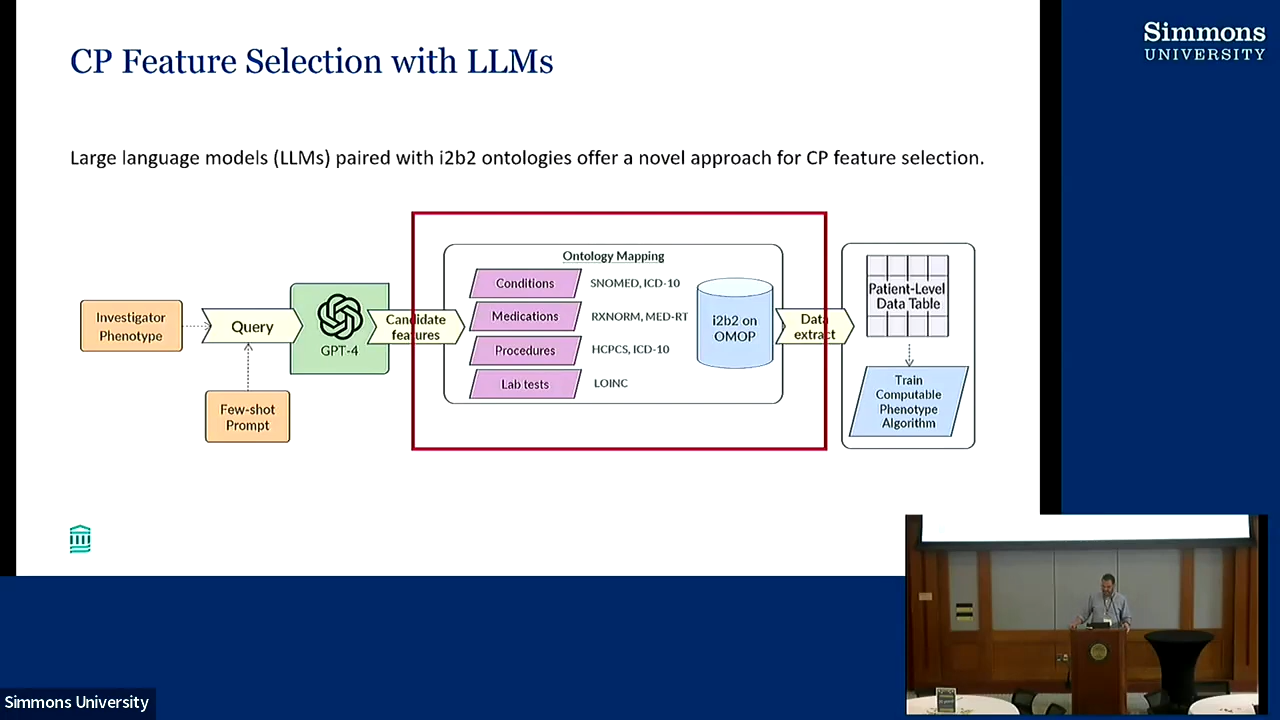 CP Feature Selection with LLMs
Simmons
UNIVERSITY
Large language models (LLMs) paired with i2b2 ontologies offer a novel approach for CP feature selection.
Investigator
Phenotype
Query
Few-shot
Prompt
GPT-4
Candidate
features
Ontology Mapping
Conditions
SNOMED, ICD-10
Medications
RXNORM, MED-RT
Procedures
HCPCS, ICD-10
Lab tests
LOINC
i2b2 on
OMOP
Data
extract
Patient-Level
Data Table
Train
Computable
Phenotype
Algorithm
Simmons University